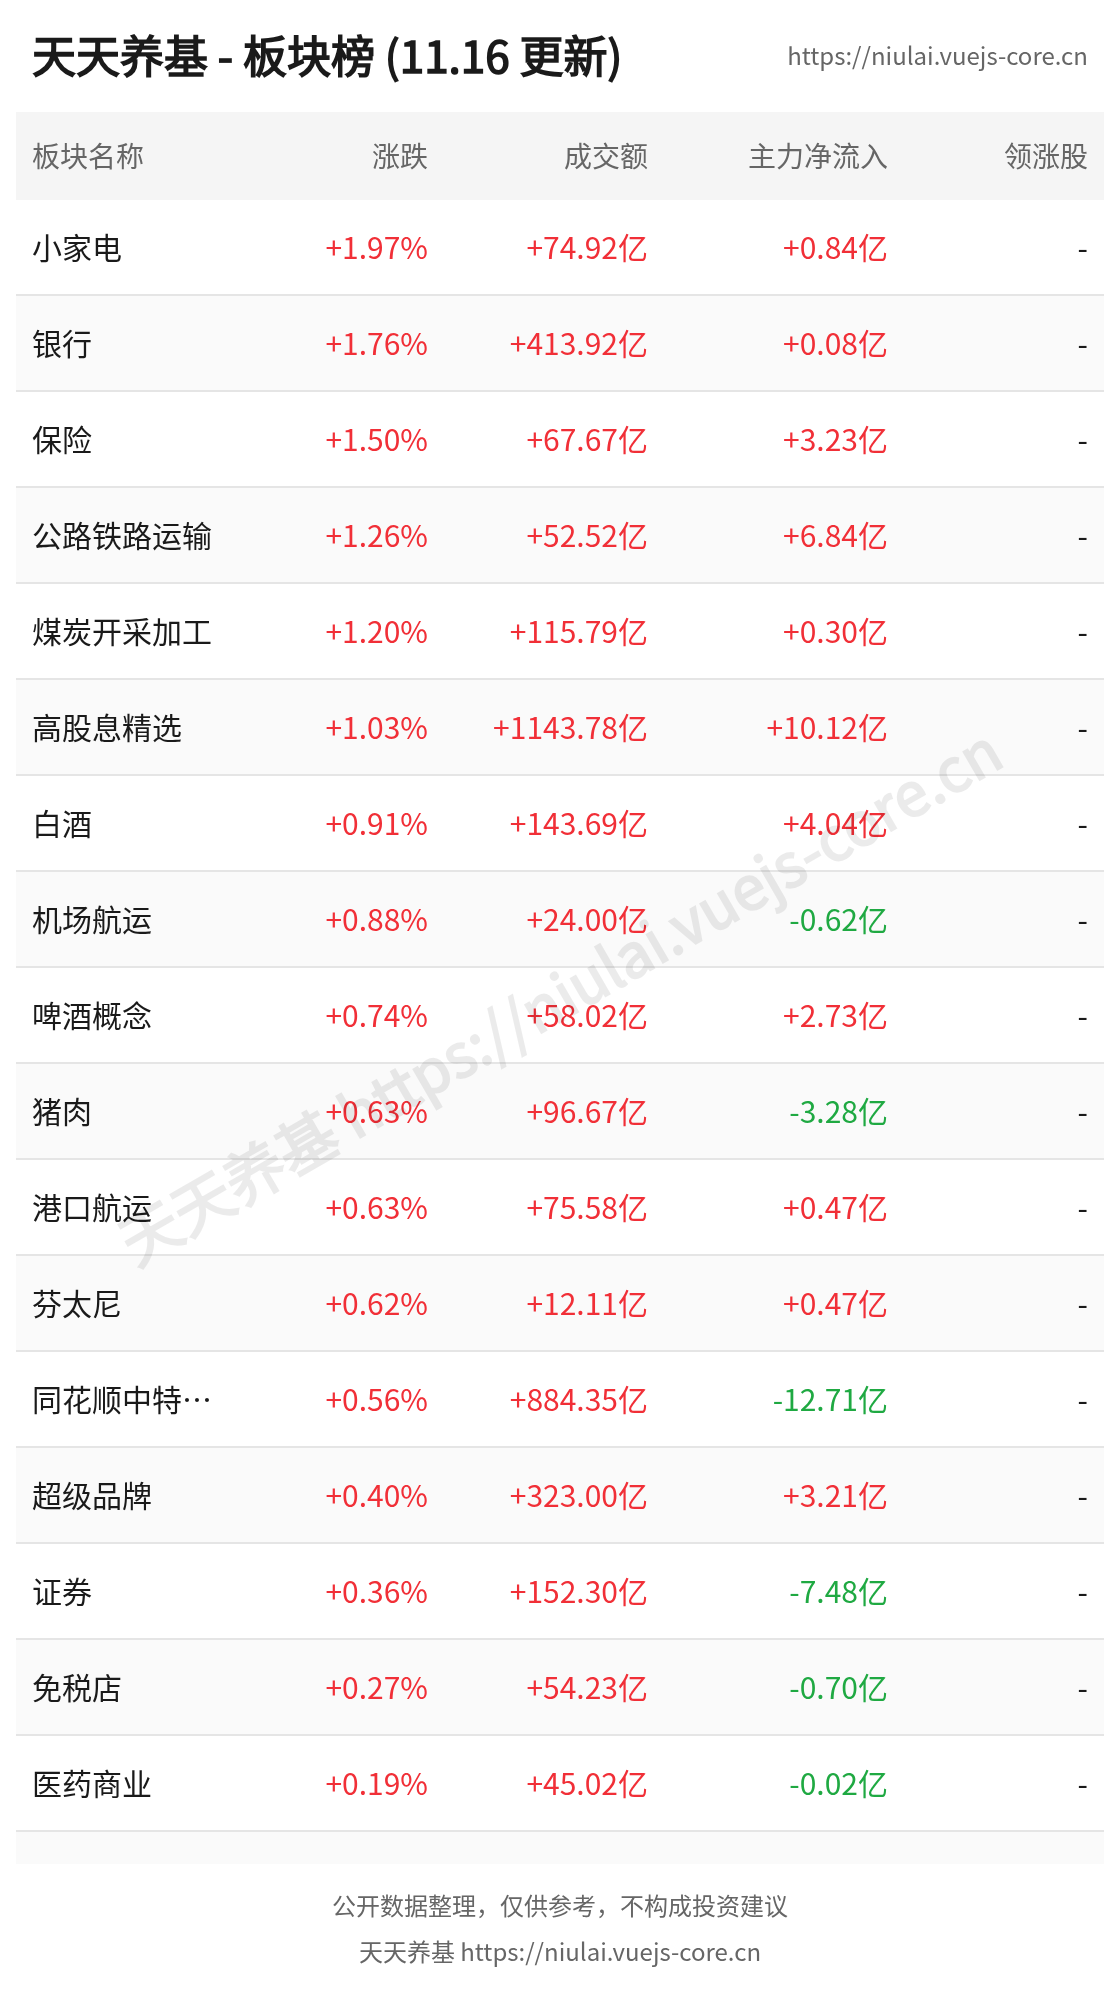 天天养基 - 板块榜 (11.16 更新) https://niulai.vuejs-core.cn
板块名称 涨跌 成交额 主力净流入 领涨股
小家电 +1.97% +74.92亿 +0.84亿 -
银行 +1.76% +413.92亿 +0.08亿 -
保险 +1.50% +67.67亿 +3.23亿 -
公路铁路运输 +1.26% +52.52亿 +6.84亿 -
煤炭开采加工 +1.20% +115.79亿 +0.30亿 -
高股息精选 +1.03% +1143.78亿 +10.12亿 -
白酒 +0.91% +143.69亿 +4.04亿 -
机场航运 +0.88% +24.00亿 -0.62亿 -
啤酒概念 +0.74% +58.02亿 +2.73亿 -
猪肉 +0.63% +96.67亿 -3.28亿 -
港口航运 +0.63% +75.58亿 +0.47亿 -
芬太尼 +0.62% +12.11亿 +0.47亿 -
同花顺中特… +0.56% +884.35亿 -12.71亿 -
超级品牌 +0.40% +323.00亿 +3.21亿 -
证券 +0.36% +152.30亿 -7.48亿 -
免税店 +0.27% +54.23亿 -0.70亿 -
医药商业 +0.19% +45.02亿 -0.02亿 -
天天养基 https://niulai.vuejs-core.cn
公开数据整理，仅供参考，不构成投资建议
天天养基 https://niulai.vuejs-core.cn